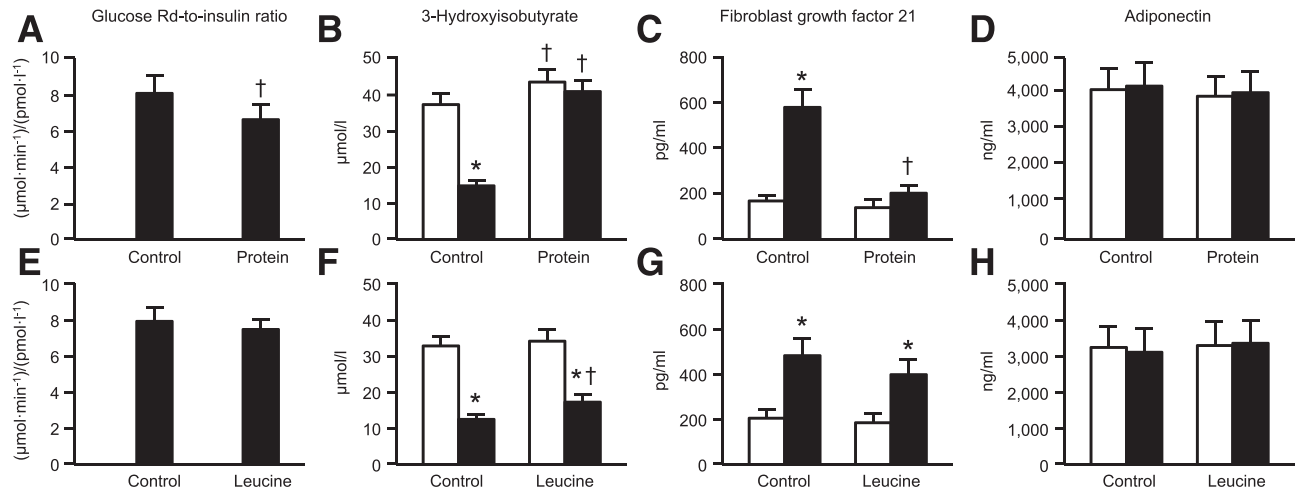 A Glucose Rd-to-insulin ratio
(μmol·min⁻¹)/(pmol·l⁻¹)
10
8
6
4
2
0
†
Control Protein
B 3-Hydroxyisobutyrate
μmol/l
50
40
30
20
10
0
* † †
Control Protein
C Fibroblast growth factor 21
pg/ml
800
600
400
200
0
* †
Control Protein
D Adiponectin
ng/ml
5,000
4,000
3,000
2,000
1,000
0
Control Protein
E
(μmol·min⁻¹)/(pmol·l⁻¹)
10
8
6
4
2
0
Control Leucine
F
μmol/l
50
40
30
20
10
0
* *†
Control Leucine
G
pg/ml
800
600
400
200
0
* *
Control Leucine
H
ng/ml
5,000
4,000
3,000
2,000
1,000
0
Control Leucine